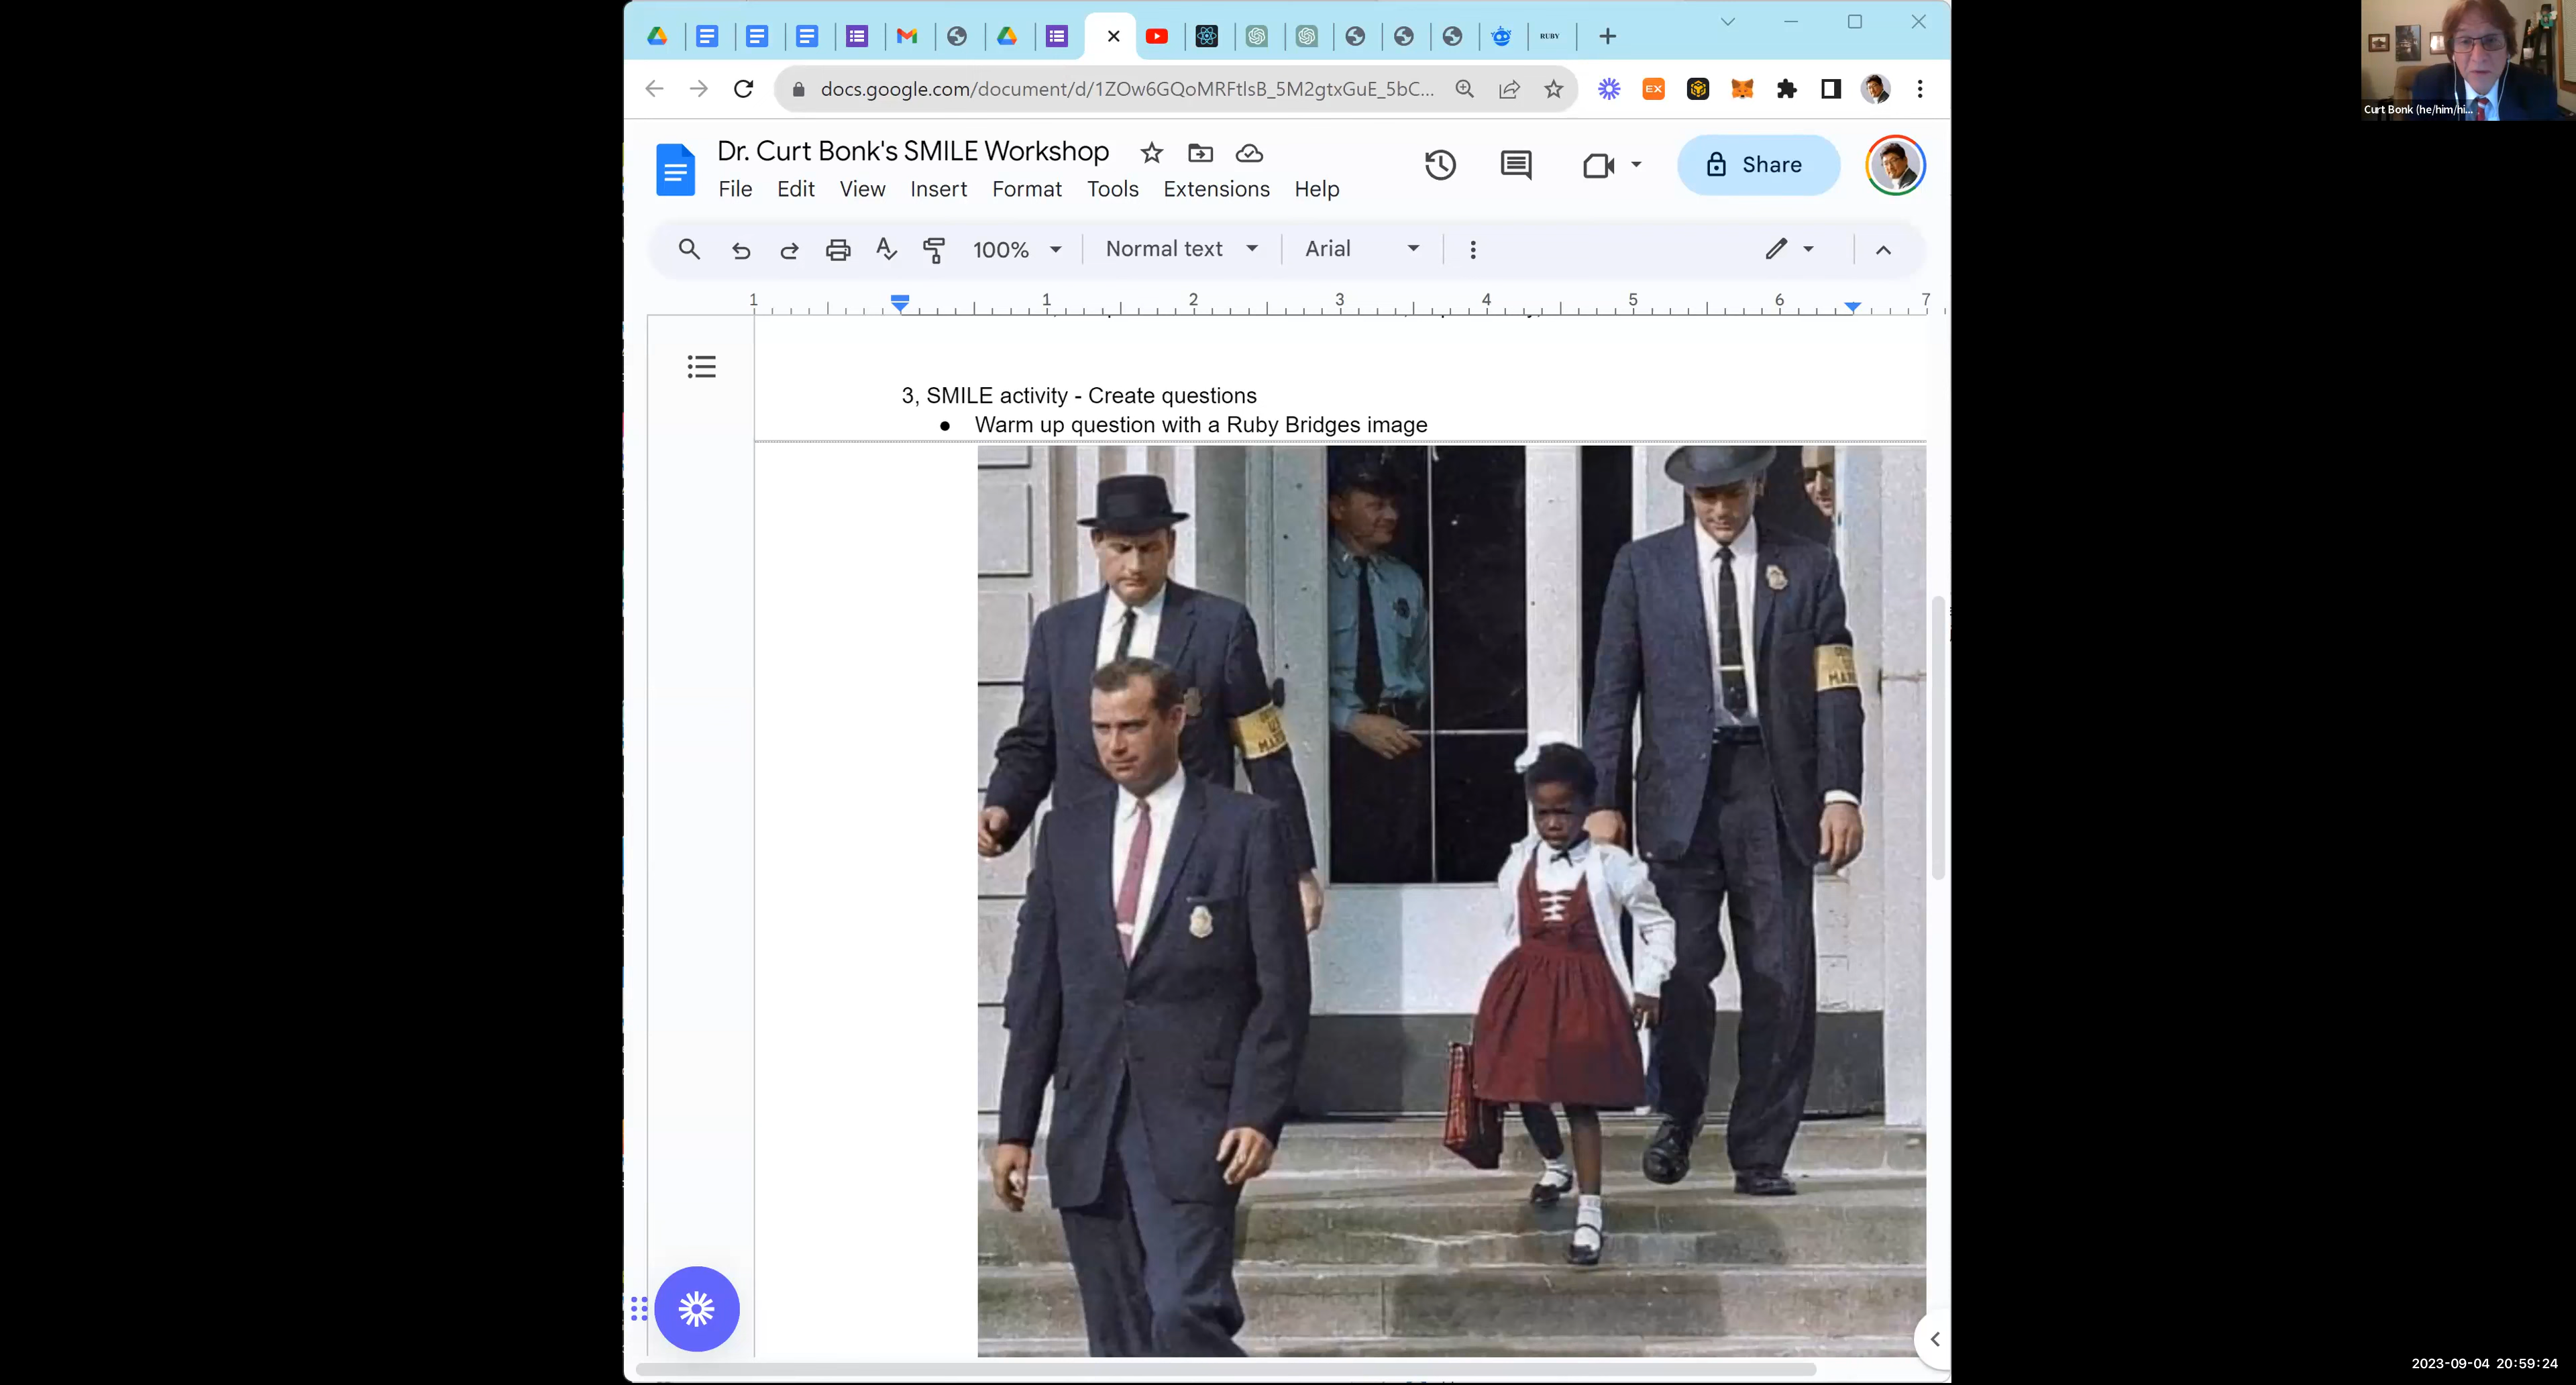 RUBY
docs.google.com/document/d/1ZOw6GQoMRFtlsB_5M2gtxGuE_5bC...
EX
Dr. Curt Bonk's SMILE Workshop
Share
File Edit View Insert Format Tools Extensions Help
100% Normal text Arial
1 1 2 3 4 5 6 7
3, SMILE activity - Create questions
● Warm up question with a Ruby Bridges image
Curt Bonk (he/him/hi...
2023-09-04 20:59:24